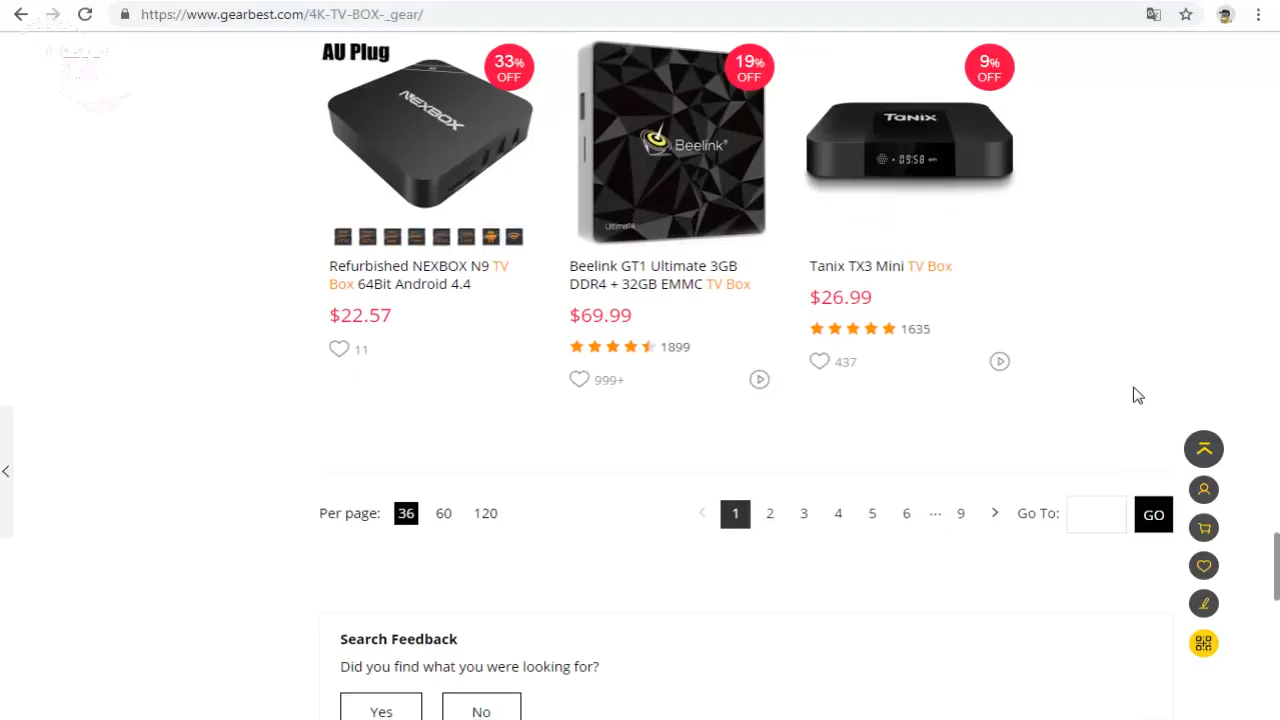 https://www.gearbest.com/4K-TV-BOX-_gear/
AU Plug
33%
OFF
19%
OFF
9%
OFF
NEXBOX
Beelink
Ultimate
Tanix
09:58
Refurbished NEXBOX N9 TV
Box 64Bit Android 4.4
$22.57
11
Beelink GT1 Ultimate 3GB
DDR4 + 32GB EMMC TV Box
$69.99
1899
999+
Tanix TX3 Mini TV Box
$26.99
1635
437
Per page: 36 60 120
1 2 3 4 5 6 ... 9 Go To: GO
Search Feedback
Did you find what you were looking for?
Yes No